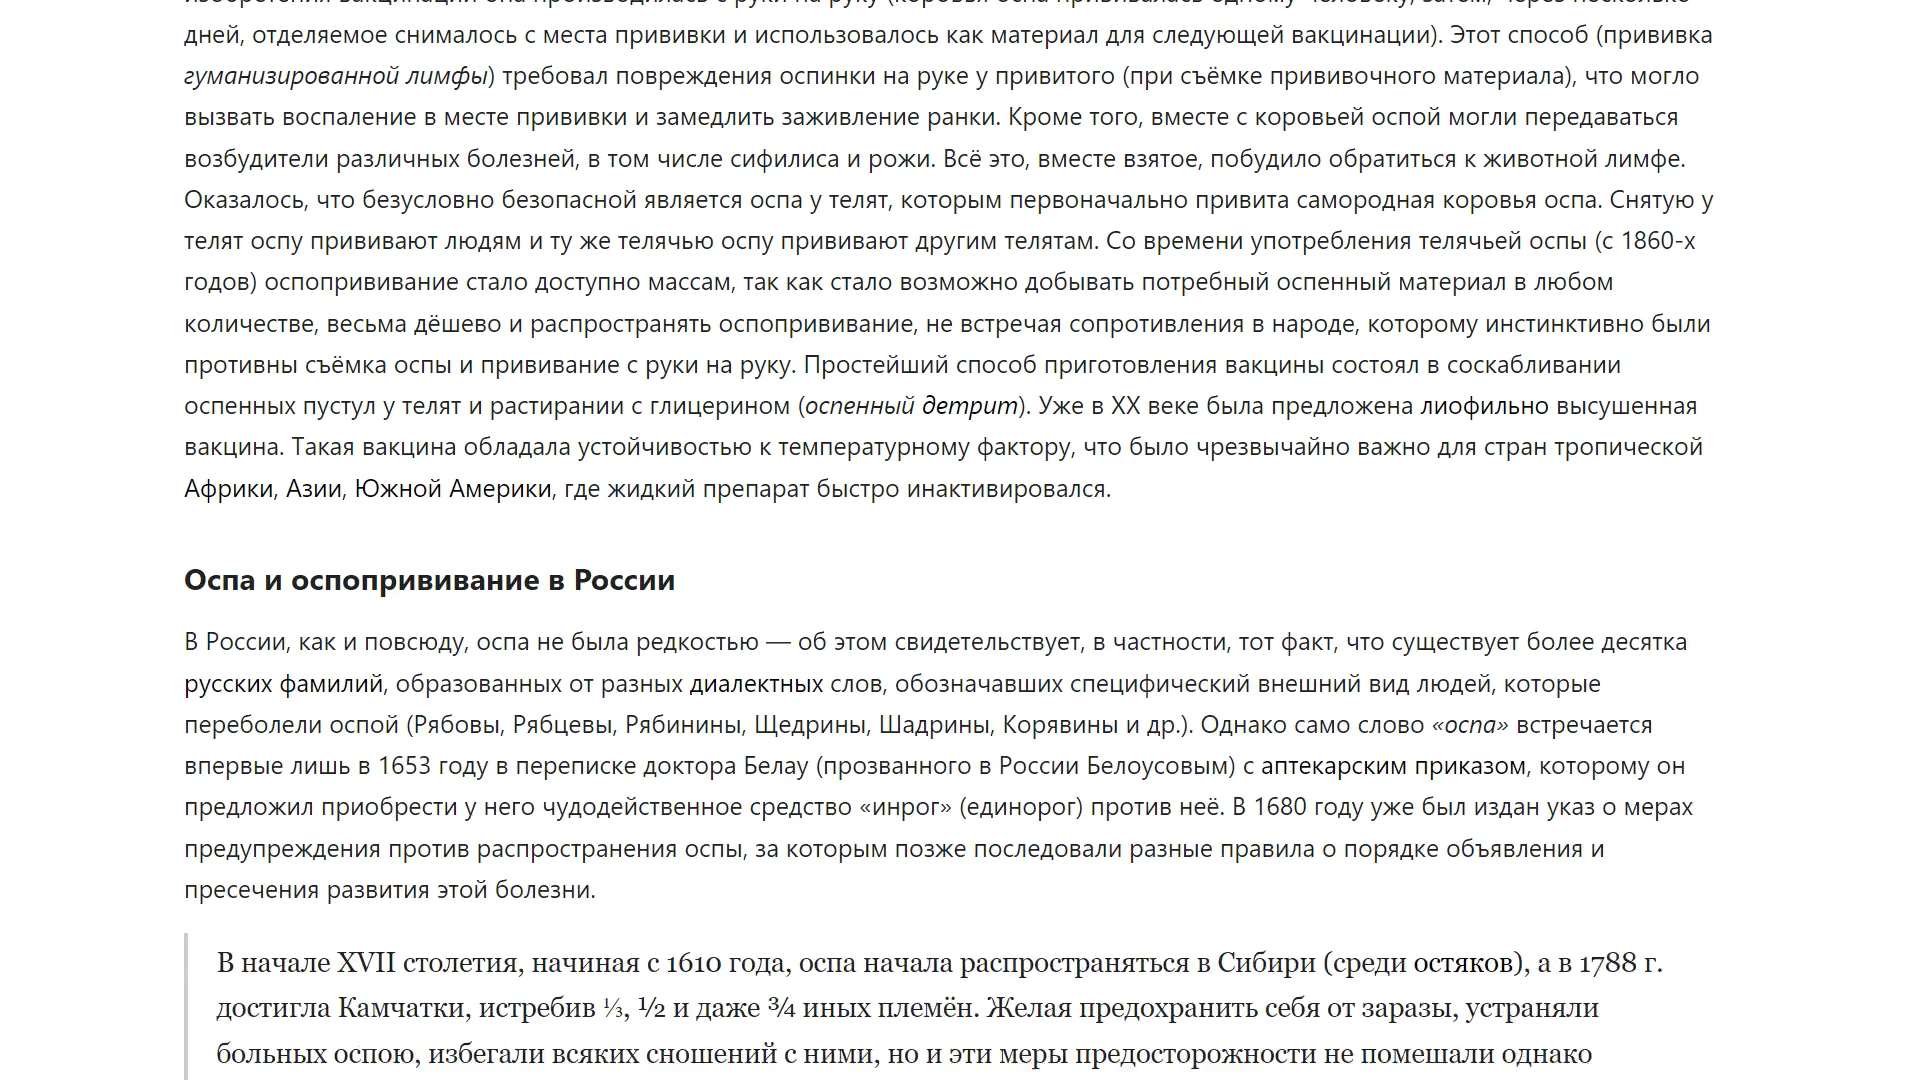 изобретения вакцинации она производилась с руки на руку (коровья оспа прививалась одному человеку, затем, через несколько
дней, отделяемое снималось с места прививки и использовалось как материал для следующей вакцинации). Этот способ (прививка
гуманизированной лимфы) требовал повреждения оспинки на руке у привитого (при съёмке прививочного материала), что могло
вызвать воспаление в месте прививки и замедлить заживление ранки. Кроме того, вместе с коровьей оспой могли передаваться
возбудители различных болезней, в том числе сифилиса и рожи. Всё это, вместе взятое, побудило обратиться к животной лимфе.
Оказалось, что безусловно безопасной является оспа у телят, которым первоначально привита самородная коровья оспа. Снятую у
телят оспу прививают людям и ту же телячью оспу прививают другим телятам. Со времени употребления телячьей оспы (с 1860-х
годов) оспопрививание стало доступно массам, так как стало возможно добывать потребный оспенный материал в любом
количестве, весьма дёшево и распространять оспопрививание, не встречая сопротивления в народе, которому инстинктивно были
противны съёмка оспы и прививание с руки на руку. Простейший способ приготовления вакцины состоял в соскабливании
оспенных пустул у телят и растирании с глицерином (оспенный детрит). Уже в XX веке была предложена лиофильно высушенная
вакцина. Такая вакцина обладала устойчивостью к температурному фактору, что было чрезвычайно важно для стран тропической
Африки, Азии, Южной Америки, где жидкий препарат быстро инактивировался.
Оспа и оспопрививание в России
В России, как и повсюду, оспа не была редкостью — об этом свидетельствует, в частности, тот факт, что существует более десятка
русских фамилий, образованных от разных диалектных слов, обозначавших специфический внешний вид людей, которые
переболели оспой (Рябовы, Рябцевы, Рябинины, Щедрины, Шадрины, Корявины и др.). Однако само слово «оспа» встречается
впервые лишь в 1653 году в переписке доктора Белау (прозванного в России Белоусовым) с аптекарским приказом, которому он
предложил приобрести у него чудодейственное средство «инрог» (единорог) против неё. В 1680 году уже был издан указ о мерах
предупреждения против распространения оспы, за которым позже последовали разные правила о порядке объявления и
пресечения развития этой болезни.
В начале XVII столетия, начиная с 1610 года, оспа начала распространяться в Сибири (среди остяков), а в 1788 г.
достигла Камчатки, истребив ⅓, ½ и даже ¾ иных племён. Желая предохранить себя от заразы, устраняли
больных оспою, избегали всяких сношений с ними, но и эти меры предосторожности не помешали однако